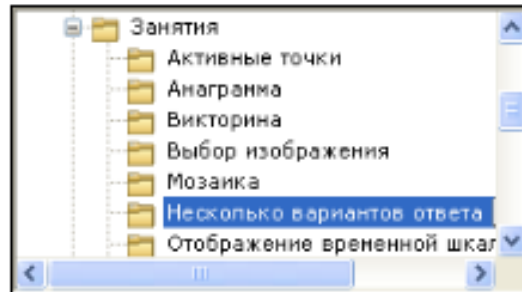 Занятия
Активные точки
Анаграмма
Викторина
Выбор изображения
Мозаика
Несколько вариантов ответа
Отображение временной шкал